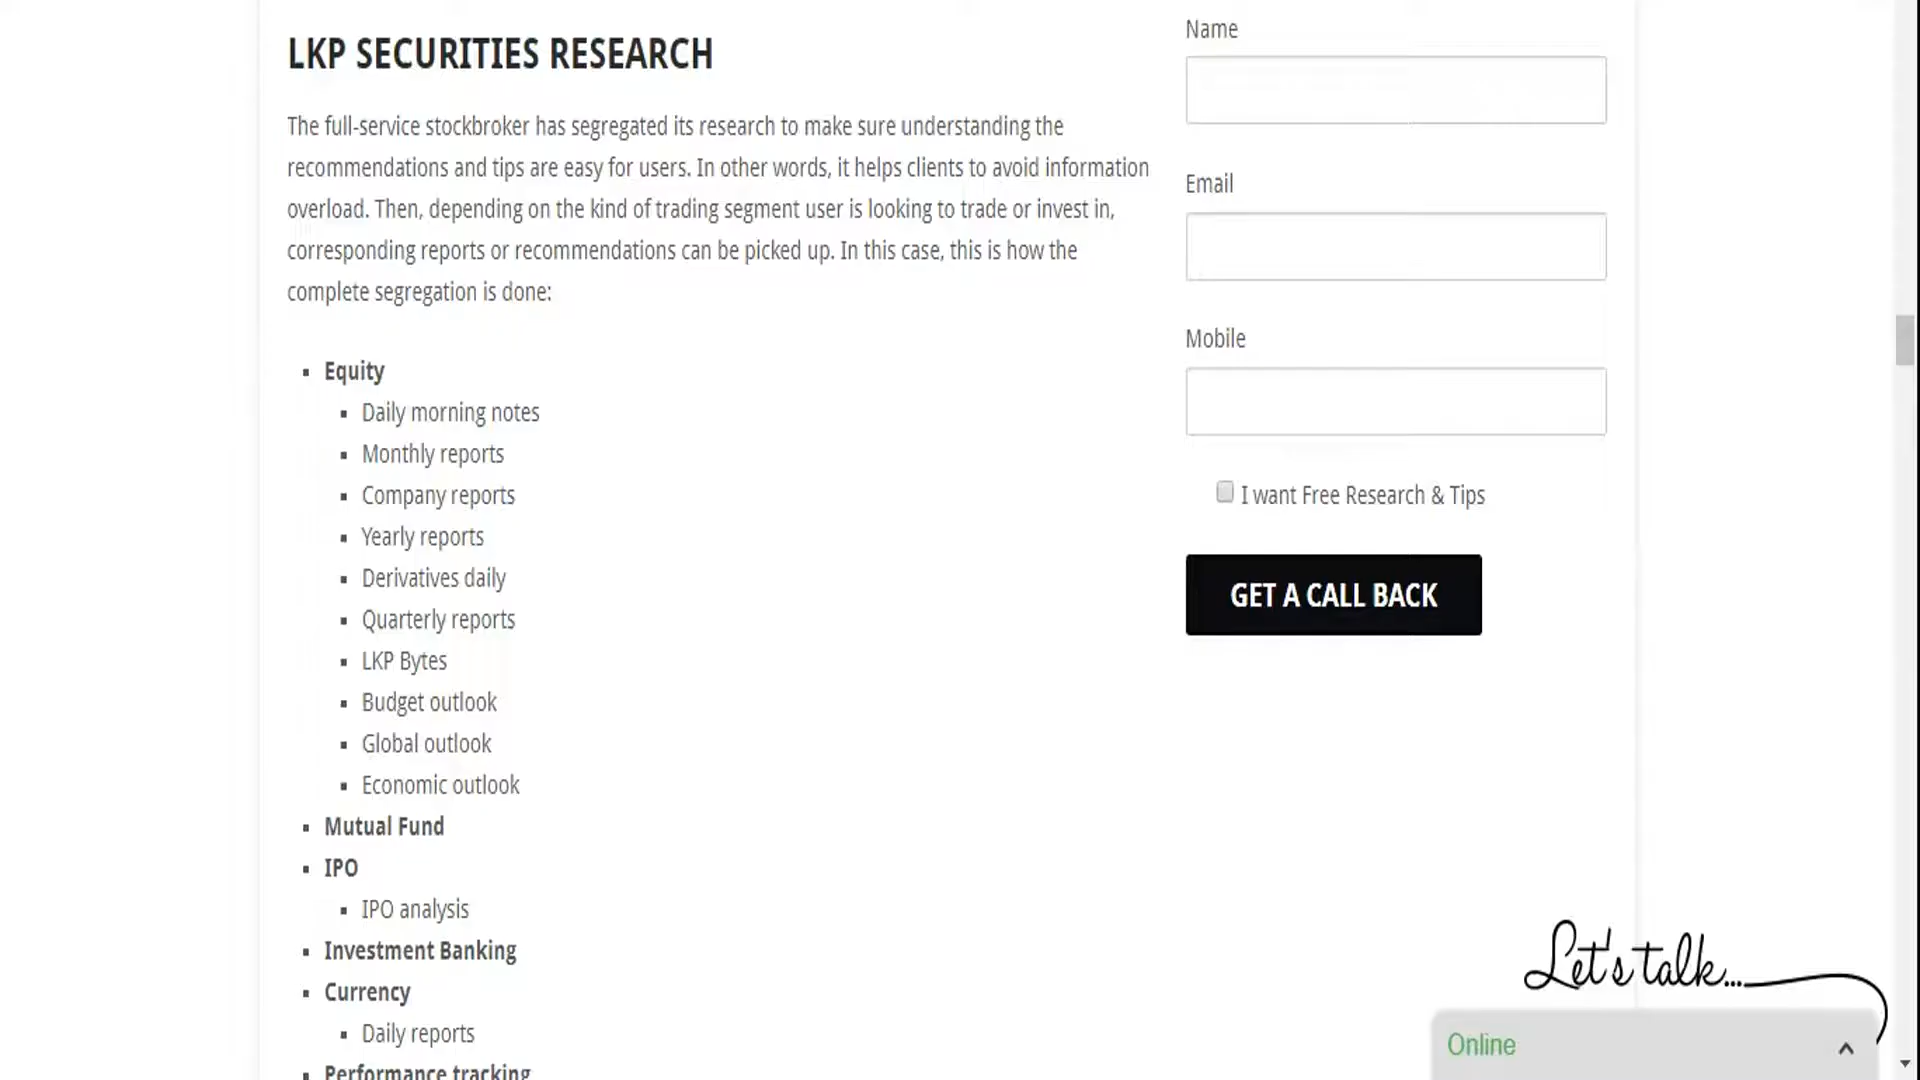 LKP SECURITIES RESEARCH
The full-service stockbroker has segregated its research to make sure understanding the
recommendations and tips are easy for users. In other words, it helps clients to avoid information
overload. Then, depending on the kind of trading segment user is looking to trade or invest in,
corresponding reports or recommendations can be picked up. In this case, this is how the
complete segregation is done:
Equity
Daily morning notes
Monthly reports
Company reports
Yearly reports
Derivatives daily
Quarterly reports
LKP Bytes
Budget outlook
Global outlook
Economic outlook
Mutual Fund
IPO
IPO analysis
Investment Banking
Currency
Daily reports
Performance tracking
Name
Email
Mobile
I want Free Research & Tips
GET A CALL BACK
Let's talk...
Online